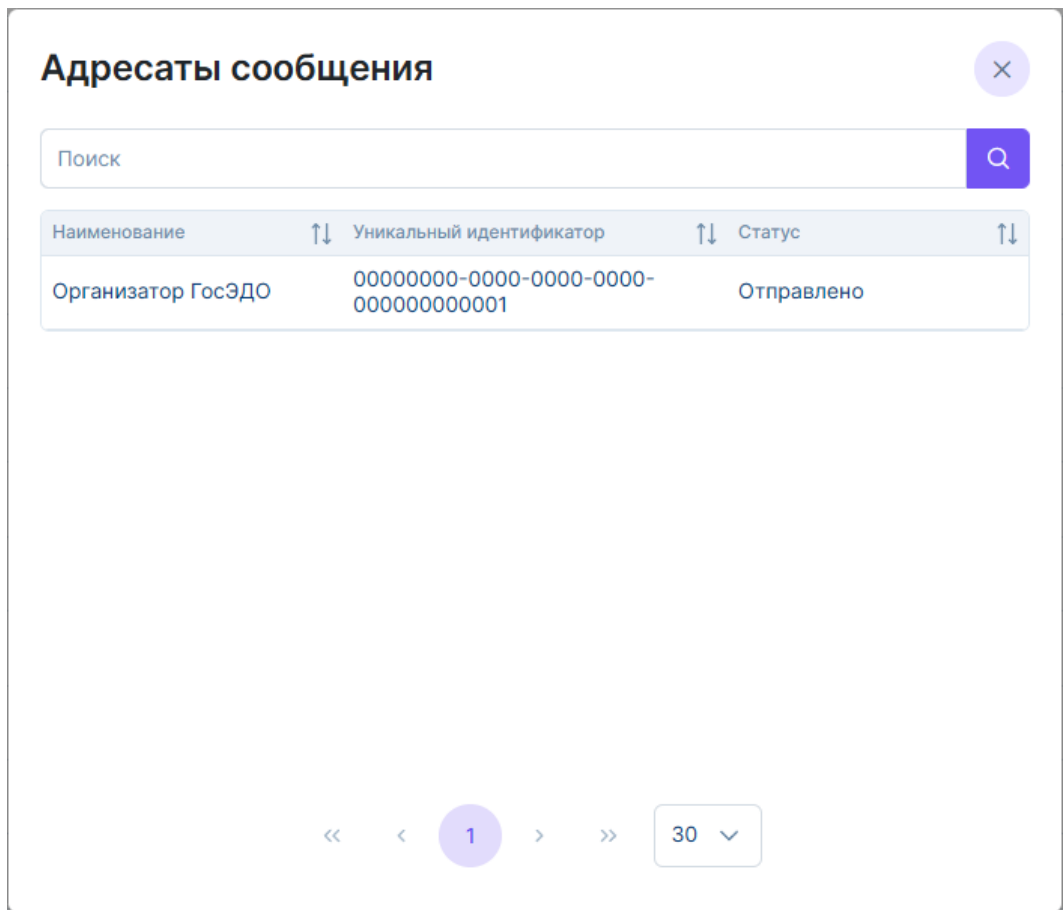 Адресаты сообщения
Поиск
Наименование Уникальный идентификатор Статус
Организатор ГосЭДО 00000000-0000-0000-0000-000000000001 Отправлено
« ‹ 1 › » 30